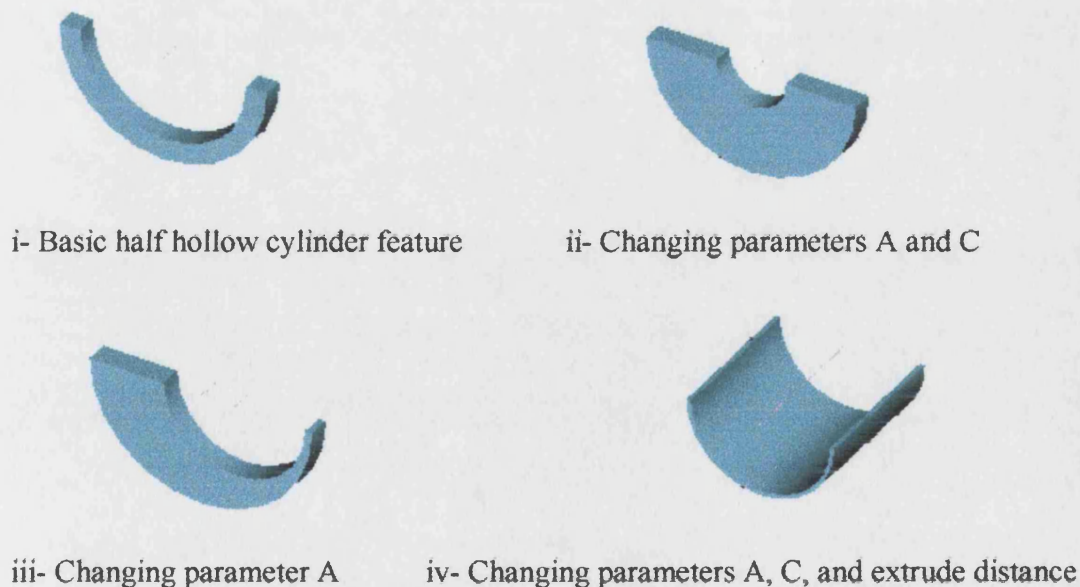 i- Basic half hollow cylinder feature
ii- Changing parameters A and C
iii- Changing parameter A
iv- Changing parameters A, C, and extrude distance